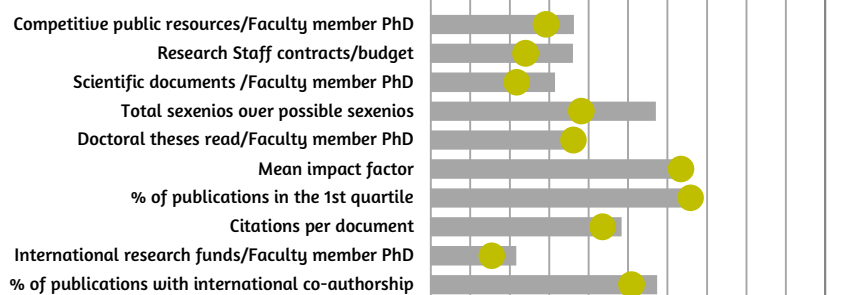 Competitive public resources/Faculty member PhD
Research Staff contracts/budget
Scientific documents /Faculty member PhD
Total sexenios over possible sexenios
Doctoral theses read/Faculty member PhD
Mean impact factor
% of publications in the 1st quartile
Citations per document
International research funds/Faculty member PhD
% of publications with international co-authorship